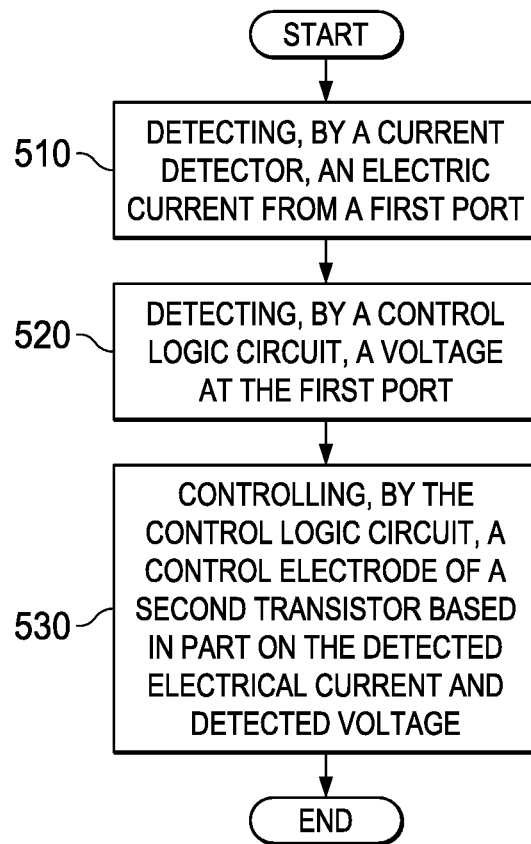 START
510
DETECTING, BY A CURRENT
DETECTOR, AN ELECTRIC
CURRENT FROM A FIRST PORT
520
DETECTING, BY A CONTROL
LOGIC CIRCUIT, A VOLTAGE
AT THE FIRST PORT
530
CONTROLLING, BY THE
CONTROL LOGIC CIRCUIT, A
CONTROL ELECTRODE OF A
SECOND TRANSISTOR BASED
IN PART ON THE DETECTED
ELECTRICAL CURRENT AND
DETECTED VOLTAGE
END